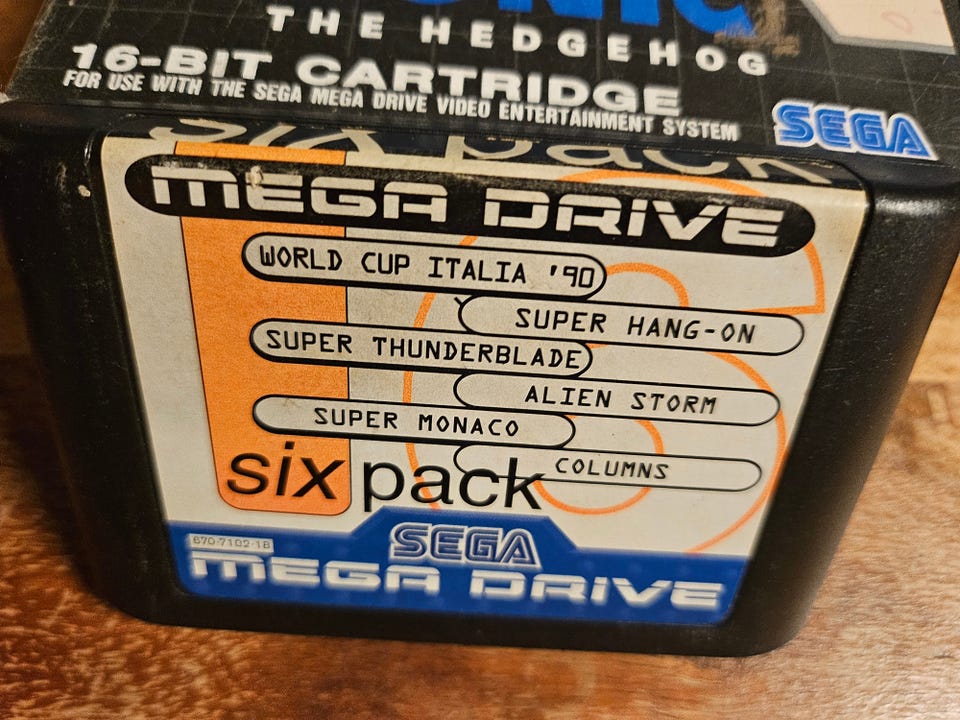 THE HEDGEHOG
16-BIT CARTRIDGE
FOR USE WITH THE SEGA MEGA DRIVE VIDEO ENTERTAINMENT SYSTEM
SEGA
six pack
MEGA DRIVE
WORLD CUP ITALIA '90
SUPER HANG-ON
SUPER THUNDERBLADE
ALIEN STORM
SUPER MONACO
COLUMNS
six pack
670-7102-18
SEGA
MEGA DRIVE